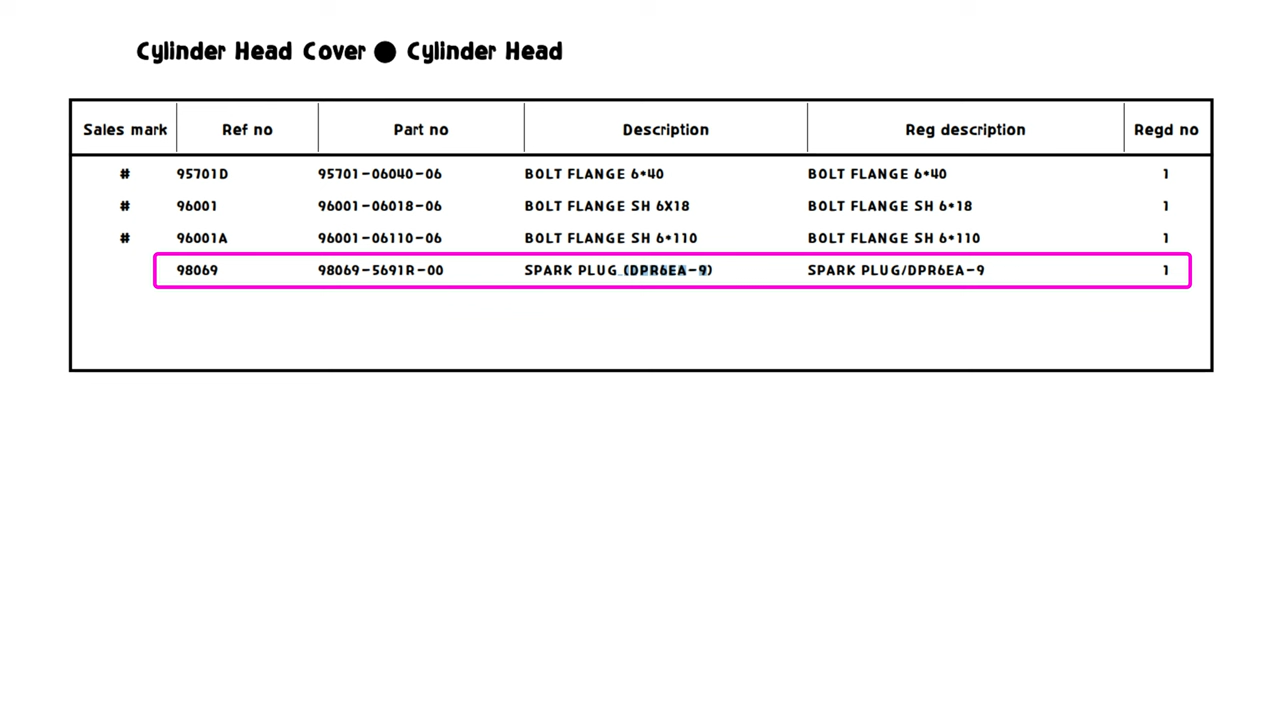 Cylinder Head Cover ● Cylinder Head
Sales mark Ref no Part no Description Reg description Regd no
# 95701D 95701-06040-06 BOLT FLANGE 6*40 BOLT FLANGE 6*40 1
# 96001 96001-06018-06 BOLT FLANGE SH 6X18 BOLT FLANGE SH 6*18 1
# 96001A 96001-06110-06 BOLT FLANGE SH 6*110 BOLT FLANGE SH 6*110 1
98069 98069-5691R-00 SPARK PLUG (DPR6EA-9) SPARK PLUG/DPR6EA-9 1